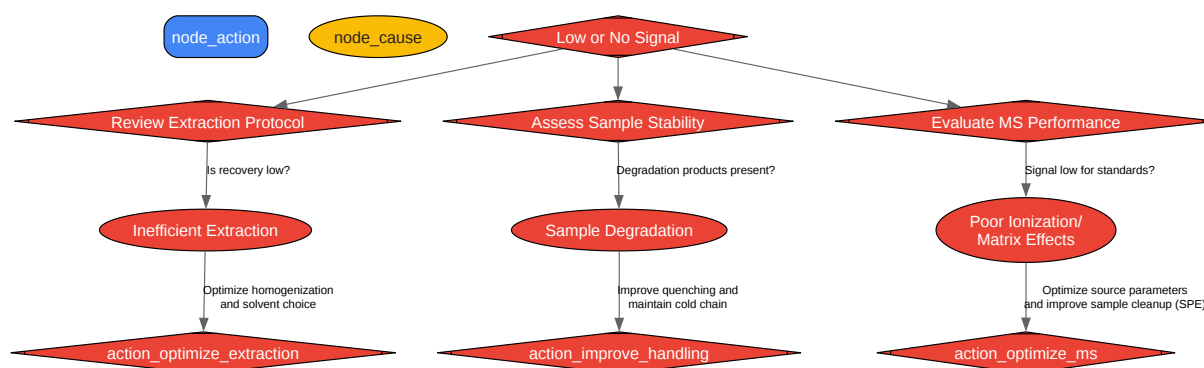 node_action
node_cause
Low or No Signal
Review Extraction Protocol
Assess Sample Stability
Evaluate MS Performance
Is recovery low?
Degradation products present?
Signal low for standards?
Inefficient Extraction
Sample Degradation
Poor Ionization/
Matrix Effects
Optimize homogenization
and solvent choice
Improve quenching and
maintain cold chain
Optimize source parameters
and improve sample cleanup (SPE)
action_optimize_extraction
action_improve_handling
action_optimize_ms